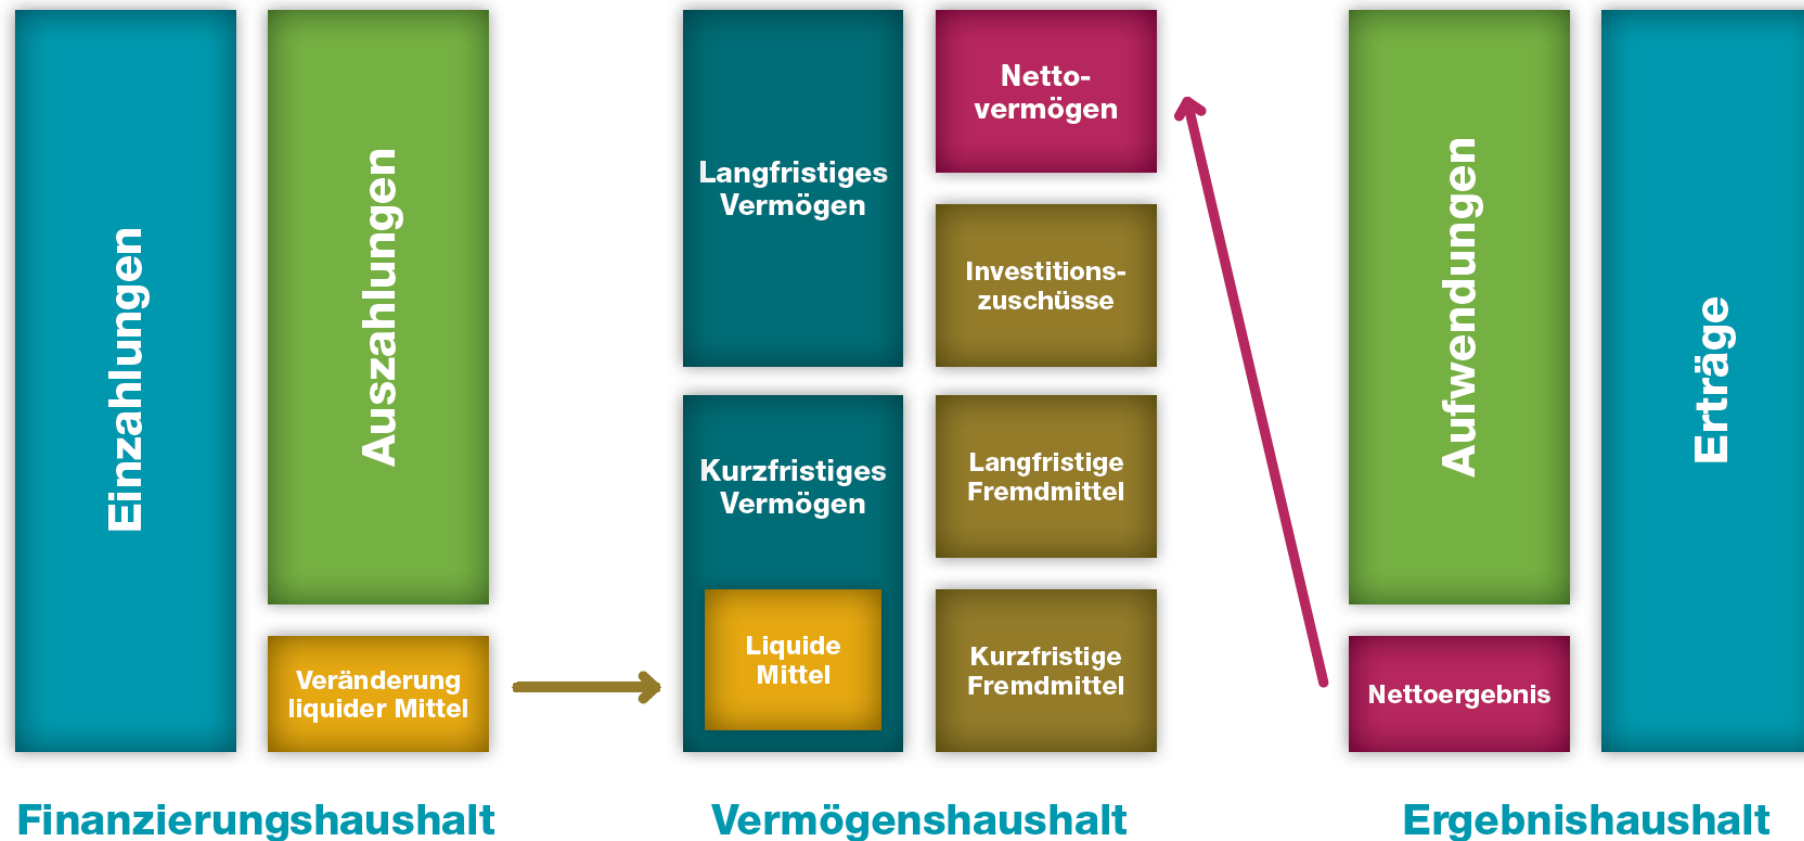 Einzahlungen
Auszahlungen
Veränderung
liquider Mittel
Finanzierungshaushalt
Langfristiges
Vermögen
Kurzfristiges
Vermögen
Liquide
Mittel
Netto-
vermögen
Investitions-
zuschüsse
Langfristige
Fremdmittel
Kurzfristige
Fremdmittel
Vermögenshaushalt
Aufwendungen
Nettoergebnis
Erträge
Ergebnishaushalt